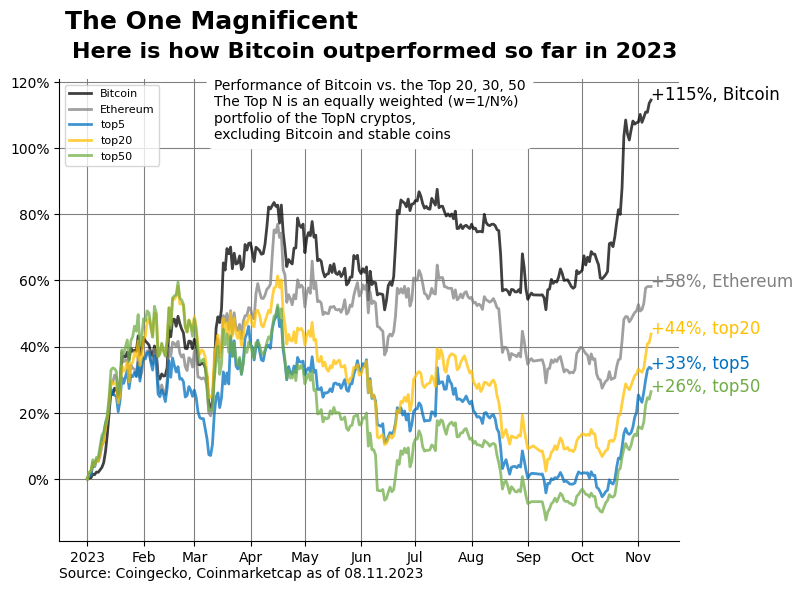 The One Magnificent
Here is how Bitcoin outperformed so far in 2023
120%
100%
80%
60%
40%
20%
0%
Bitcoin
Ethereum
top5
top20
top50
Performance of Bitcoin vs. the Top 20, 30, 50
The Top N is an equally weighted (w=1/N%)
portfolio of the TopN cryptos,
excluding Bitcoin and stable coins
+115%, Bitcoin
+58%, Ethereum
+44%, top20
+33%, top5
+26%, top50
2023 Feb Mar Apr May Jun Jul Aug Sep Oct Nov
Source: Coingecko, Coinmarketcap as of 08.11.2023